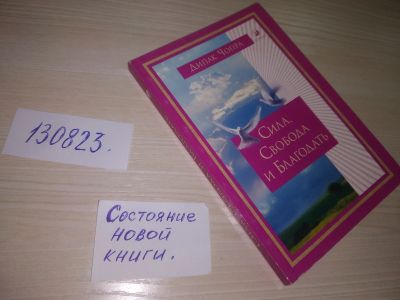 130823.
Дипак Чопра
Сила,
Свобода
и Благодать
Состояние
новой
книги.